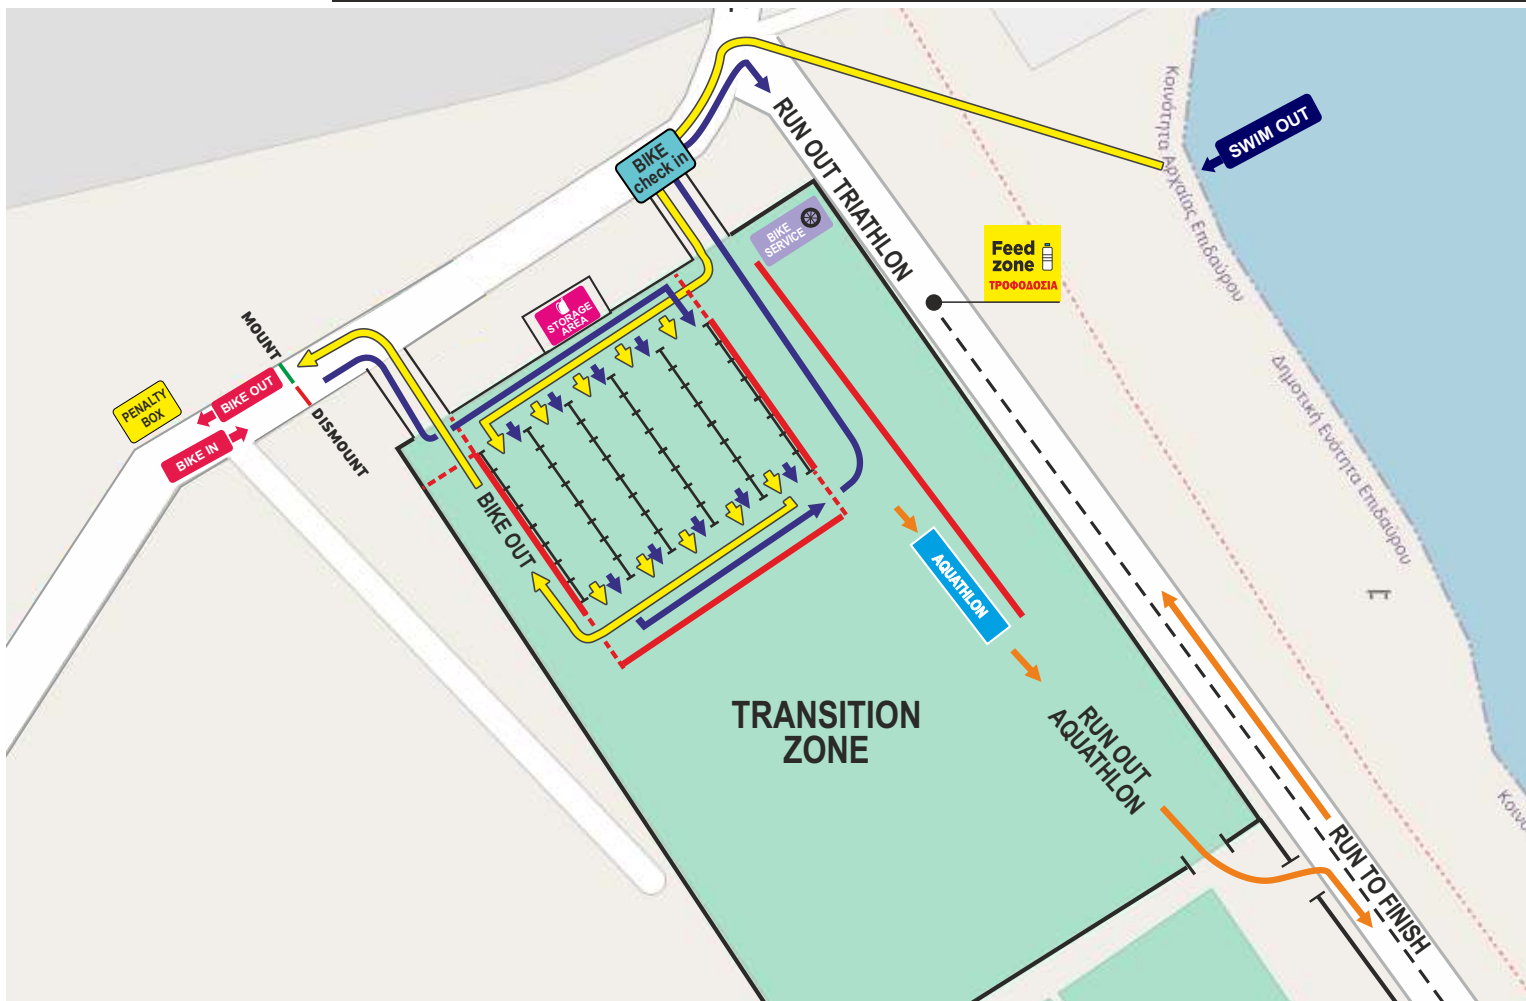 SWIM OUT
Κοινότητα Αρχαίας Επιδαύρου
RUN OUT TRIATHLON
BIKE
check in
BIKE
SERVICE
Feed
zone
ΤΡΟΦΟΔΟΣΙΑ
STORAGE
AREA
MOUNT
DISMOUNT
PENALTY
BOX
BIKE OUT
BIKE IN
Δημοτική Ενότητα Επιδαύρου
BIKE OUT
AQUATHLON
TRANSITION
ZONE
RUN OUT
AQUATHLON
RUN TO FINISH